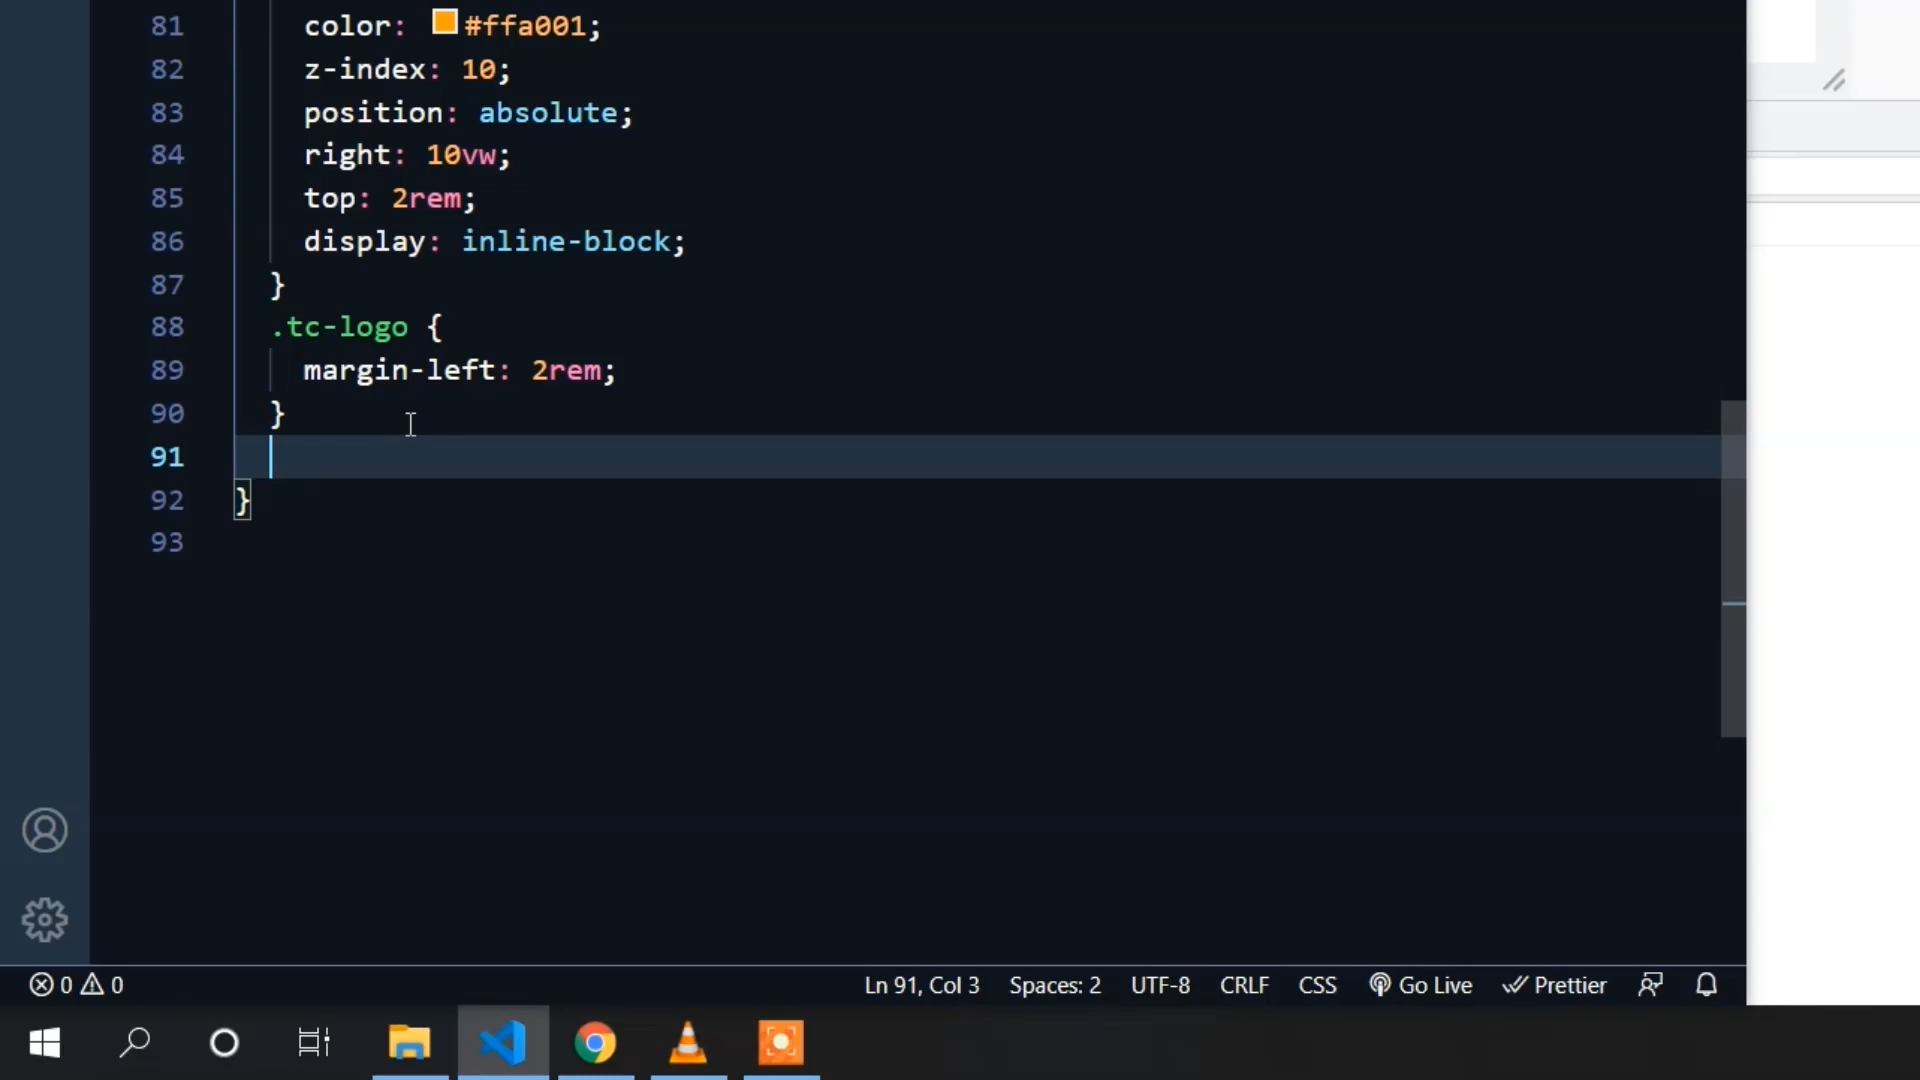 81 color: #ffa001;
82 z-index: 10;
83 position: absolute;
84 right: 10vw;
85 top: 2rem;
86 display: inline-block;
87 }
88 .tc-logo {
89 margin-left: 2rem;
90 }
91
92 }
93
0 0 Ln 91, Col 3 Spaces: 2 UTF-8 CRLF CSS Go Live Prettier